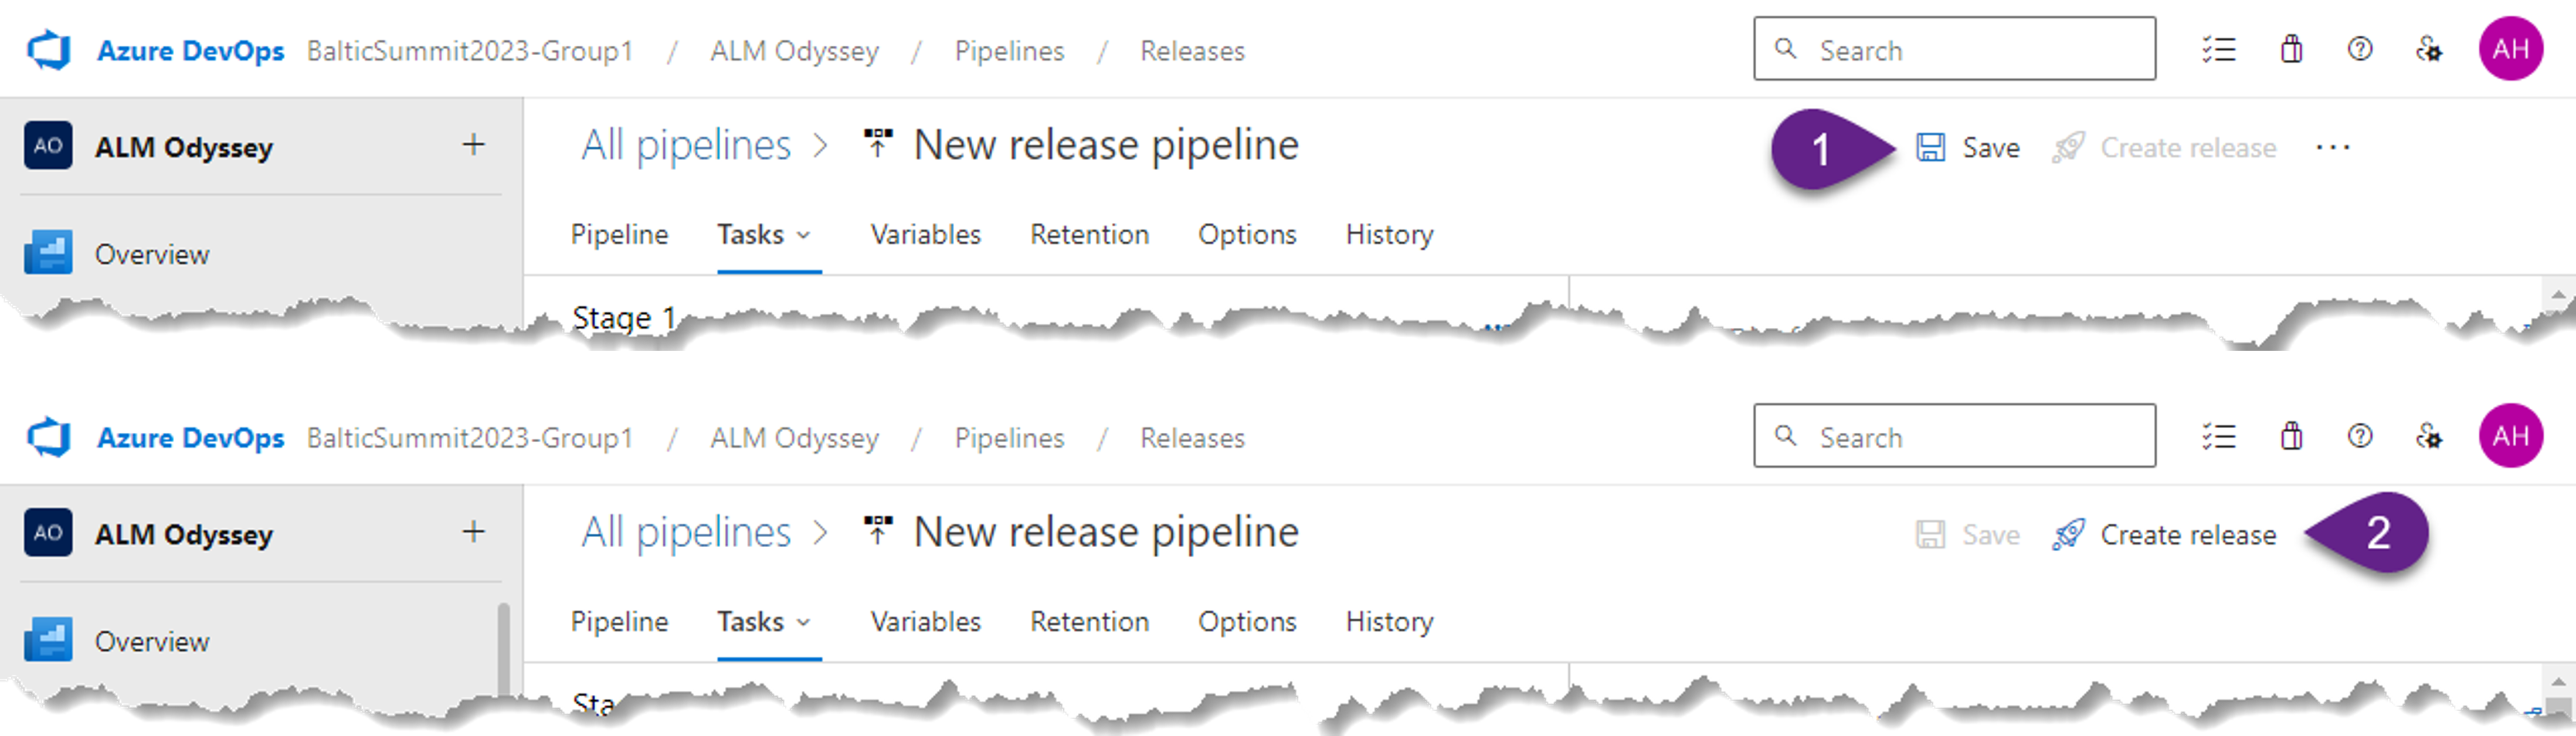 Azure DevOps BalticSummit2023-Group1 / ALM Odyssey / Pipelines / Releases Search AH
AO ALM Odyssey + All pipelines > New release pipeline 1 Save Create release ...
Pipeline Tasks Variables Retention Options History
Overview
Stage 1
Azure DevOps BalticSummit2023-Group1 / ALM Odyssey / Pipelines / Releases Search AH
AO ALM Odyssey + All pipelines > New release pipeline Save Create release 2
Pipeline Tasks Variables Retention Options History
Overview
Sta